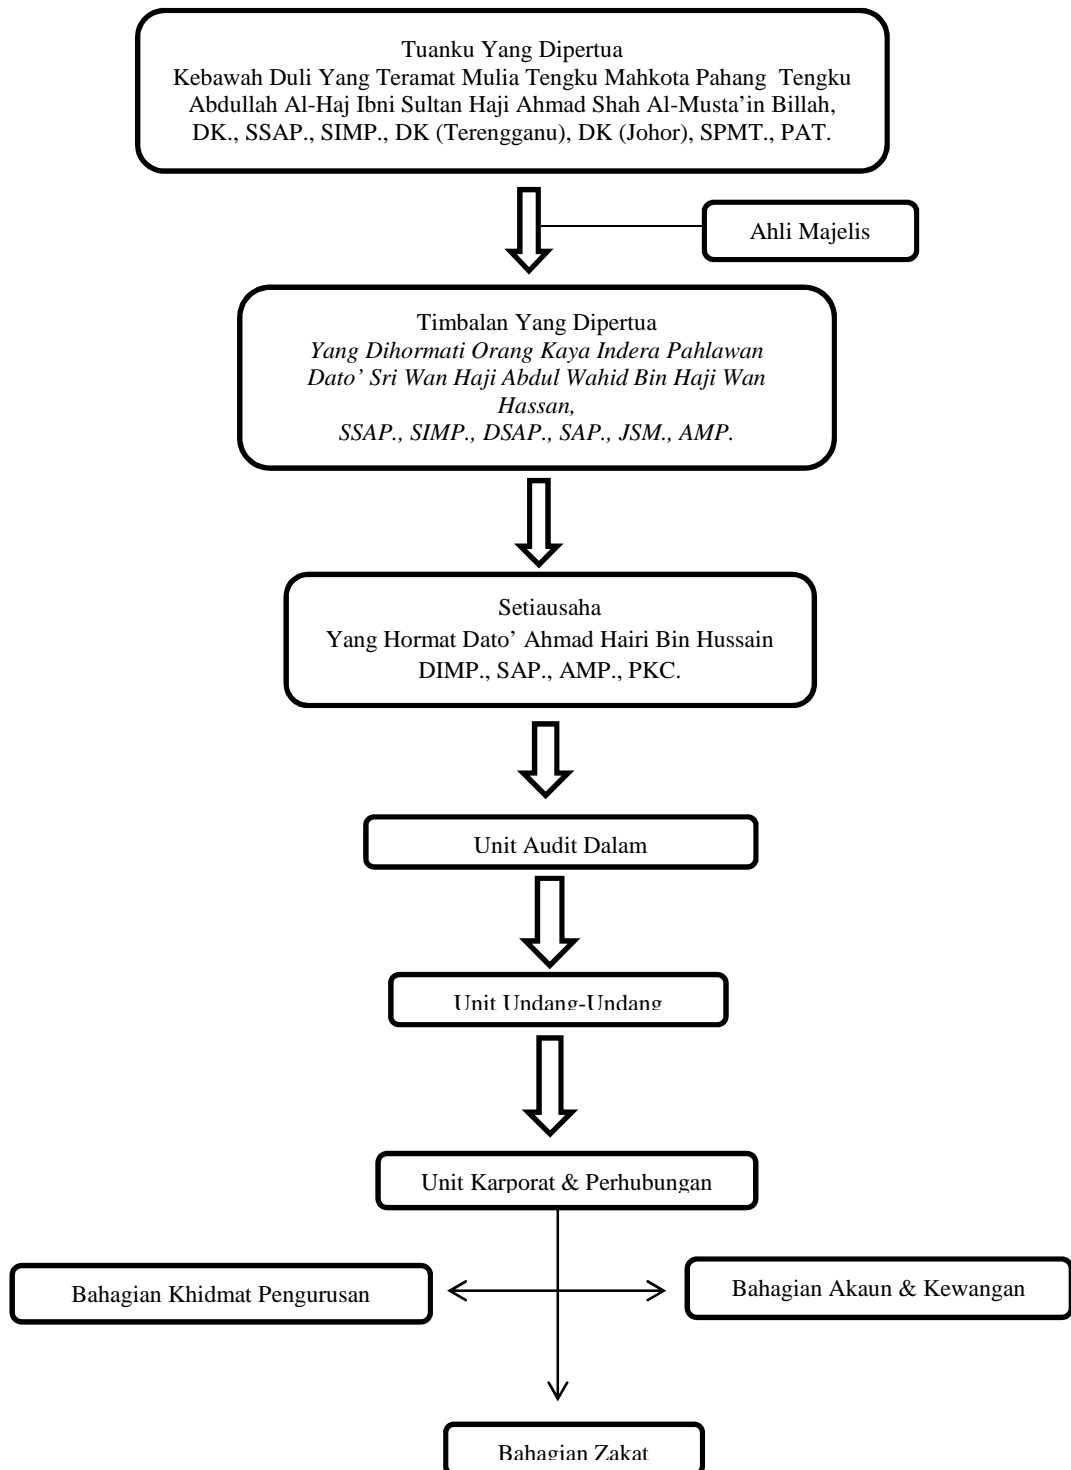 Tuanku Yang Dipertua
Kebawah Duli Yang Teramat Mulia Tengku Mahkota Pahang Tengku
Abdullah Al-Haj Ibni Sultan Haji Ahmad Shah Al-Musta’in Billah,
DK., SSAP., SIMP., DK (Terengganu), DK (Johor), SPMT., PAT.
Ahli Majelis
Timbalan Yang Dipertua
Yang Dihormati Orang Kaya Indera Pahlawan
Dato’ Sri Wan Haji Abdul Wahid Bin Haji Wan
Hassan,
SSAP., SIMP., DSAP., SAP., JSM., AMP.
Setiausaha
Yang Hormat Dato’ Ahmad Hairi Bin Hussain
DIMP., SAP., AMP., PKC.
Unit Audit Dalam
Unit Undang-Undang
Unit Karporat & Perhubungan
Bahagian Khidmat Pengurusan
Bahagian Akaun & Kewangan
Bahagian Zakat